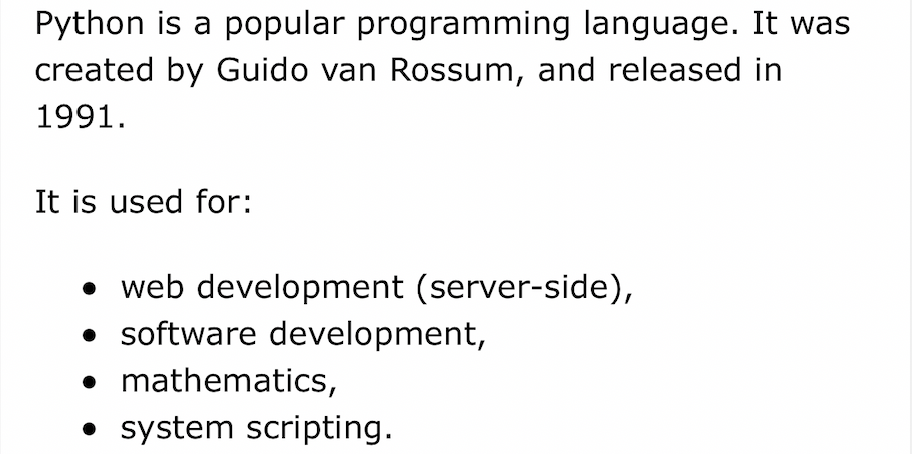 Python is a popular programming language. It was
created by Guido van Rossum, and released in
1991.
It is used for:
• web development (server-side),
• software development,
• mathematics,
• system scripting.